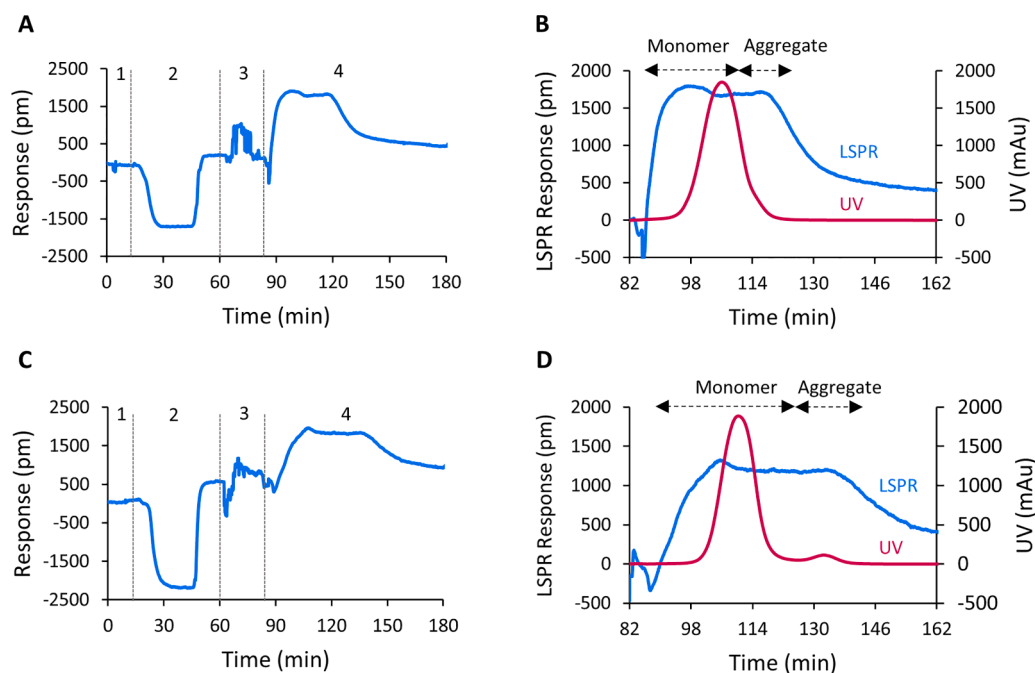 A
1 2 3 4
2500
1500
500
-500
-1500
-2500
Response (pm)
0 30 60 90 120 150 180
Time (min)
B
Monomer Aggregate
2000
1500
1000
500
0
-500
LSPR Response (pm)
2000
1500
1000
500
0
-500
UV (mAu)
LSPR
UV
82 98 114 130 146 162
Time (min)
C
1 2 3 4
2500
1500
500
-500
-1500
-2500
Response (pm)
0 30 60 90 120 150 180
Time (min)
D
Monomer Aggregate
2000
1500
1000
500
0
-500
LSPR Response (pm)
2000
1500
1000
500
0
-500
UV (mAU)
LSPR
UV
82 98 114 130 146 162
Time (min)